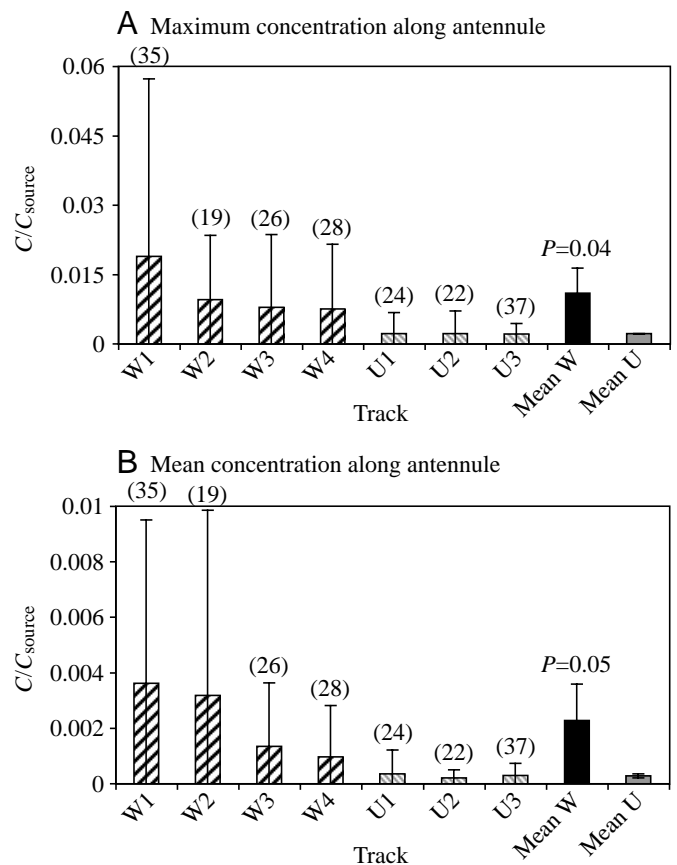 A Maximum concentration along antennule
(35)
0.06
0.045
(19) (26) (28)
0.03
P=0.04
(24) (22) (37)
0.015
0
C/Csource
W1 W2 W3 W4 U1 U2 U3 Mean W Mean U
Track
B Mean concentration along antennule
(35) (19)
0.01
0.008
0.006
(26)
P=0.05
(28)
0.004
(24) (22) (37)
0.002
0
C/Csource
W1 W2 W3 W4 U1 U2 U3 Mean W Mean U
Track